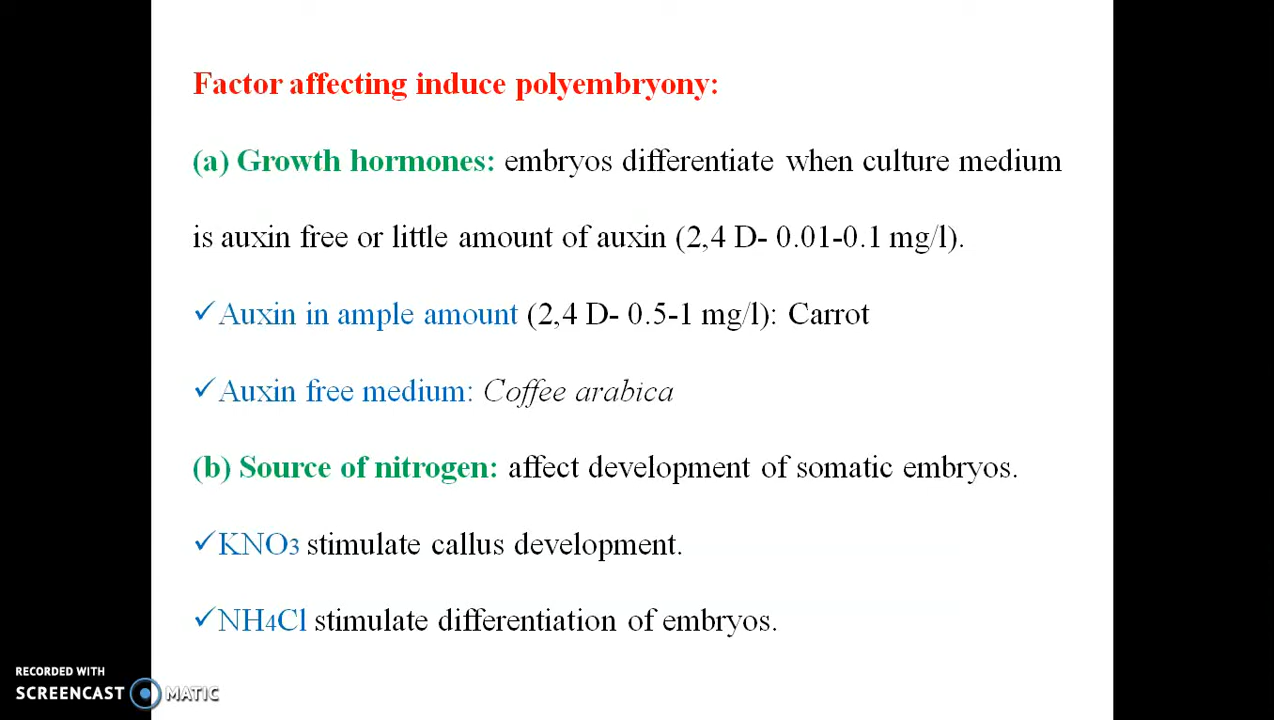 Factor affecting induce polyembryony:
(a) Growth hormones: embryos differentiate when culture medium
is auxin free or little amount of auxin (2,4 D- 0.01-0.1 mg/l).
✓Auxin in ample amount (2,4 D- 0.5-1 mg/l): Carrot
✓Auxin free medium: Coffee arabica
(b) Source of nitrogen: affect development of somatic embryos.
✓KNO3 stimulate callus development.
✓NH4Cl stimulate differentiation of embryos.
RECORDED WITH
SCREENCAST MATIC